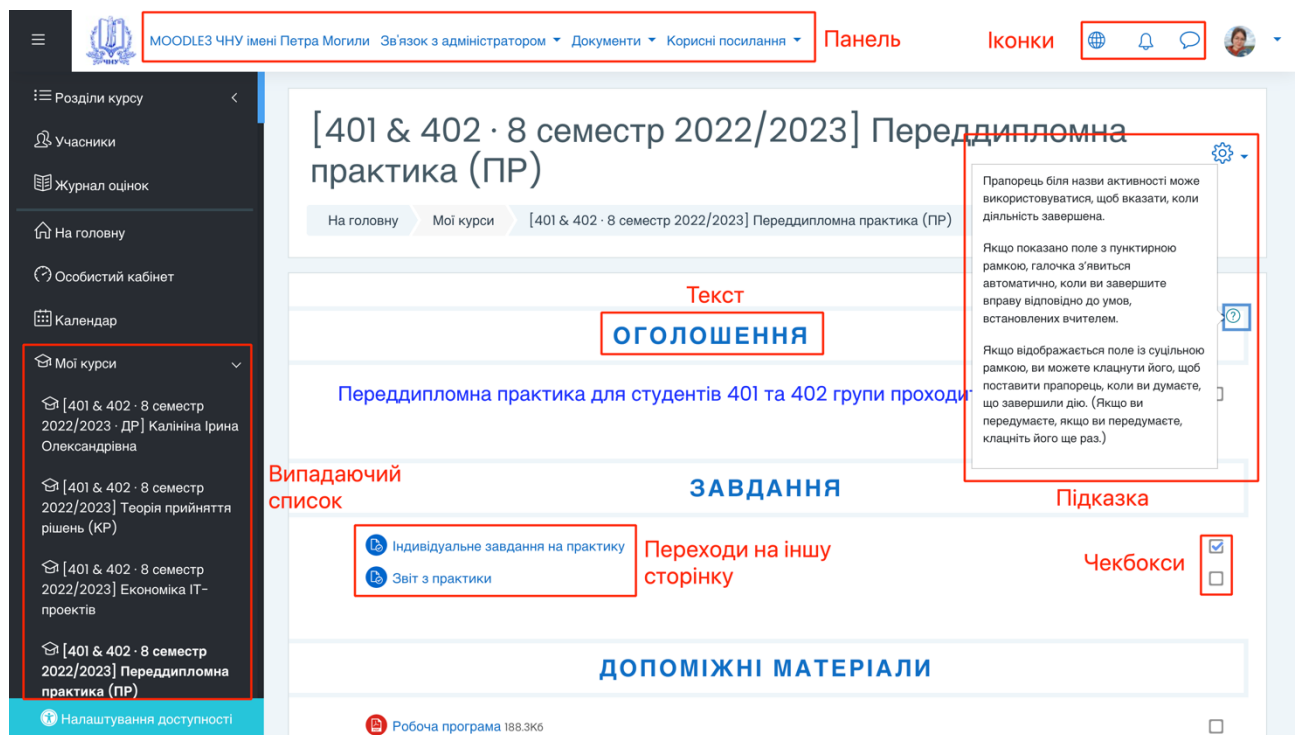 MOODLE3 ЧНУ імені Петра Могили Зв'язок з адміністратором Документи Корисні посилання
Панель
Іконки
ЧНУ
Розділи курсу
Учасники
Журнал оцінок
На головну
Особистий кабінет
Календар
Мої курси
[401 & 402 · 8 семестр
2022/2023 · ДР] Калініна Ірина
Олександрівна
[401 & 402 · 8 семестр
2022/2023] Теорія прийняття
рішень (КР)
[401 & 402 · 8 семестр
2022/2023] Економіка ІТ-
проектів
[401 & 402 · 8 семестр
2022/2023] Переддипломна
практика (ПР)
Налаштування доступності
Випадаючий
список
[401 & 402 · 8 семестр 2022/2023] Переддипломна
практика (ПР)
На головну Мої курси [401 & 402 · 8 семестр 2022/2023] Переддипломна практика (ПР)
Прапорець біля назви активності може
використовуватися, щоб вказати, коли
діяльність завершена.
Якщо показано поле з пунктирною
рамкою, галочка з'явиться
автоматично, коли ви завершите
вправу відповідно до умов,
встановлених вчителем.
Якщо відображається поле із суцільною
рамкою, ви можете клацнути його, щоб
поставити прапорець, коли ви думаєте,
що завершили дію. (Якщо ви
передумаєте, якщо ви передумаєте,
клацніть його ще раз.)
Підказка
Текст
ОГОЛОШЕННЯ
Переддипломна практика для студентів 401 та 402 групи
ЗАВДАННЯ
Індивідуальне завдання на практику
Звіт з практики
Переходи на іншу
сторінку
Чекбокси
ДОПОМІЖНІ МАТЕРІАЛИ
Робоча програма 188.3Кб